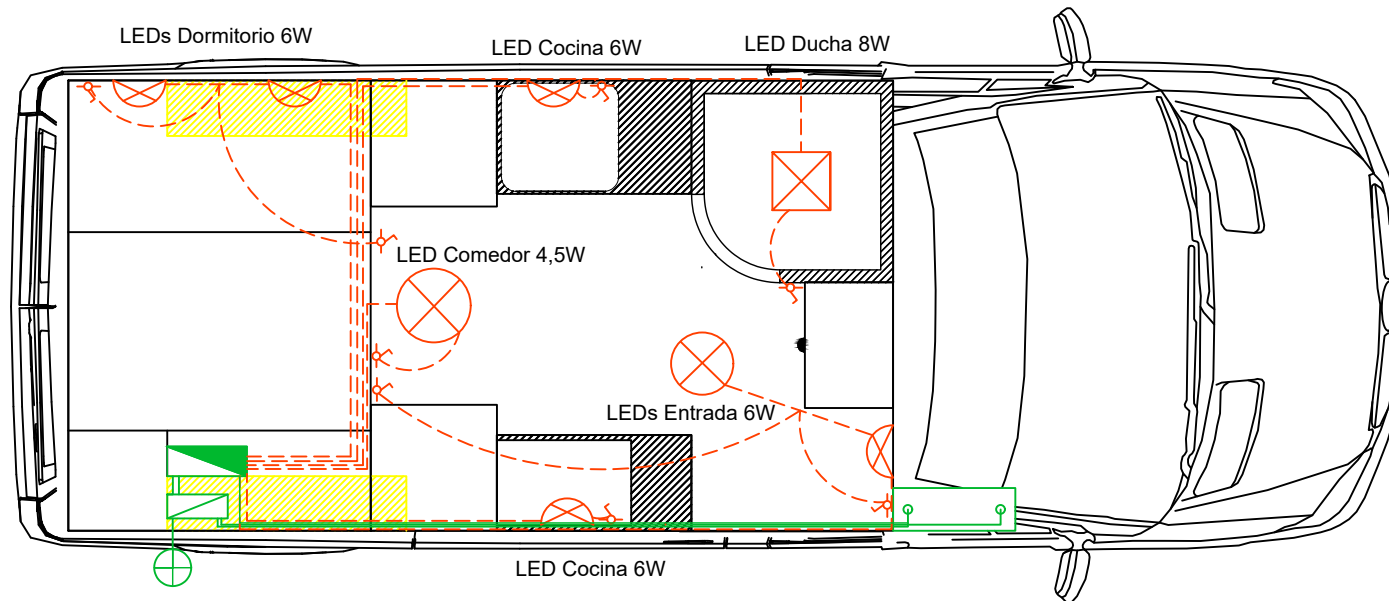 LEDs Dormitorio 6W
LED Cocina 6W
LED Ducha 8W
LED Comedor 4,5W
LEDs Entrada 6W
LED Cocina 6W